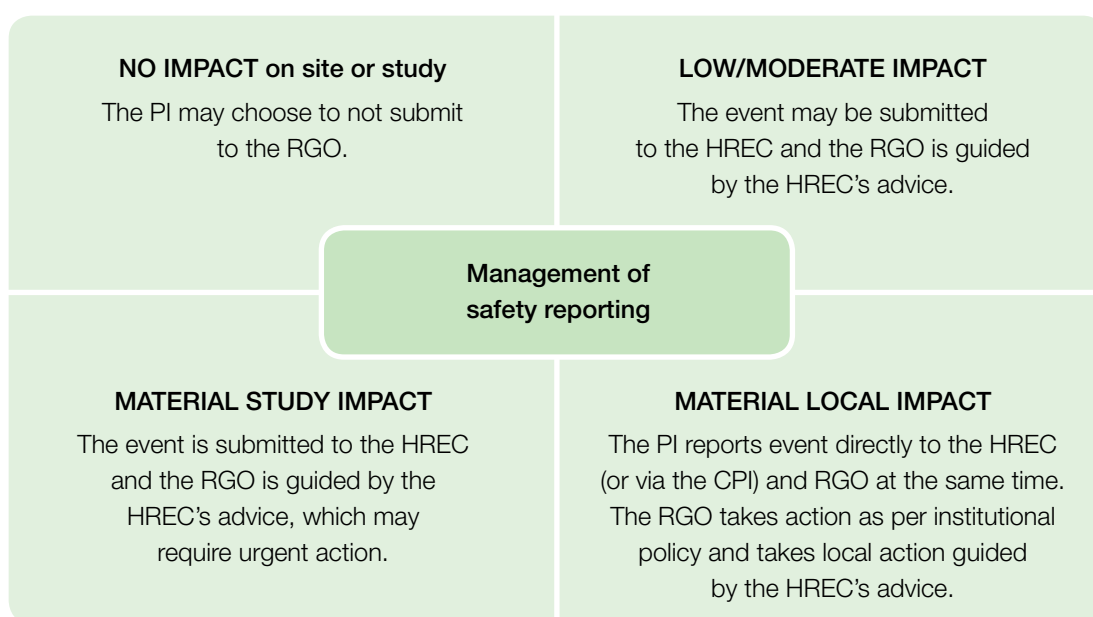 NO IMPACT on site or study
The PI may choose to not submit
to the RGO.
LOW/MODERATE IMPACT
The event may be submitted
to the HREC and the RGO is guided
by the HREC’s advice.
Management of
safety reporting
MATERIAL STUDY IMPACT
The event is submitted to the HREC
and the RGO is guided by the
HREC’s advice, which may
require urgent action.
MATERIAL LOCAL IMPACT
The PI reports event directly to the HREC
(or via the CPI) and RGO at the same time.
The RGO takes action as per institutional
policy and takes local action guided
by the HREC’s advice.